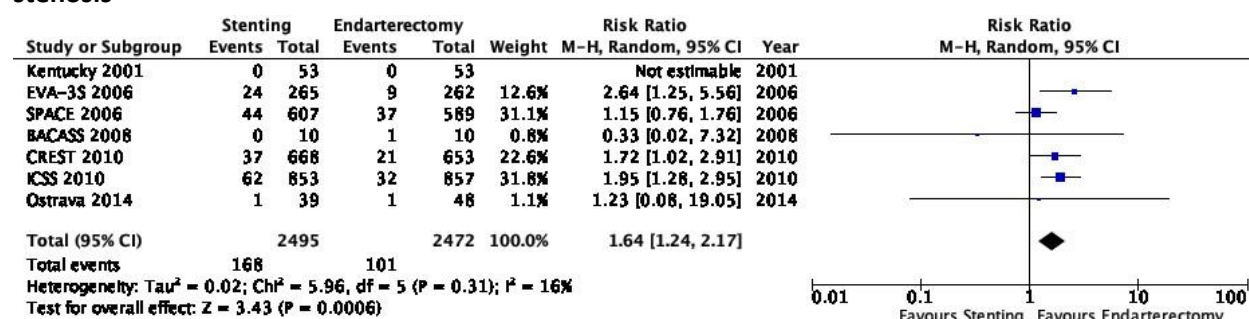 stenosis
Stenting Endarterectomy Risk Ratio Risk Ratio
Study or Subgroup Events Total Events Total Weight M-H, Random, 95% CI Year M-H, Random, 95% CI
Kentucky 2001 0 53 0 53 Not estimable 2001
EVA-3S 2006 24 265 9 262 12.6% 2.64 [1.25, 5.56] 2006
SPACE 2006 44 607 37 589 31.1% 1.15 [0.76, 1.76] 2006
BACASS 2008 0 10 1 10 0.8% 0.33 [0.02, 7.32] 2008
CREST 2010 37 668 21 653 22.6% 1.72 [1.02, 2.91] 2010
ICSS 2010 62 853 32 857 31.8% 1.95 [1.28, 2.95] 2010
Ostrava 2014 1 39 1 48 1.1% 1.23 [0.08, 19.05] 2014
Total (95% CI) 2495 2472 100.0% 1.64 [1.24, 2.17]
Total events 168 101
Heterogeneity: Tau² = 0.02; Chi² = 5.96, df = 5 (P = 0.31); I² = 16%
Test for overall effect: Z = 3.43 (P = 0.0006)
0.01 0.1 1 10 100
Favours Stenting Favours Endarterectomy